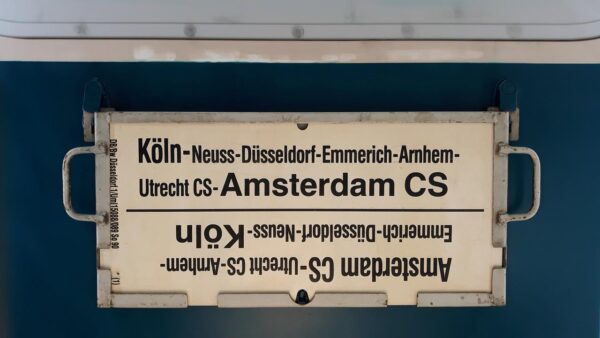 Köln-Neuss-Düsseldorf-Emmerich-Arnhem-
Utrecht CS-Amsterdam CS
Amsterdam CS-Utrecht CS-Arnhem-
Emmerich-Düsseldorf-Neuss-Köln